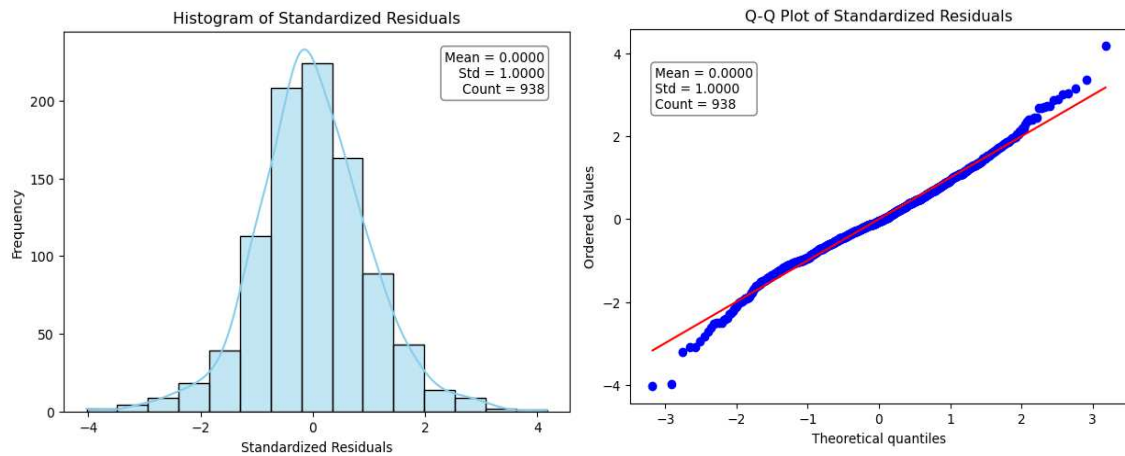 Histogram of Standardized Residuals
Mean = 0.0000
Std = 1.0000
Count = 938
200
150
100
50
0
Frequency
−4
−2
0
2
4
Standardized Residuals
Q-Q Plot of Standardized Residuals
Mean = 0.0000
Std = 1.0000
Count = 938
4
2
0
−2
−4
Ordered Values
−3
−2
−1
0
1
2
3
Theoretical quantiles